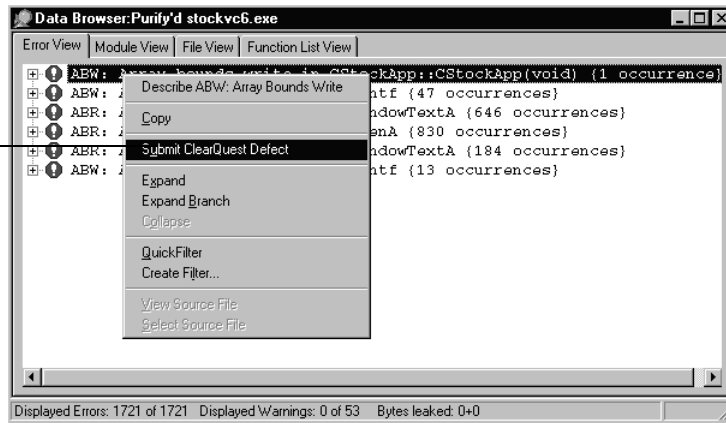 Data Browser:Purify'd stockvc6.exe
Error View Module View File View Function List View
ABW: Array bounds write in CStockApp::CStockApp(void) {1 occurrence}
ABW: ntf {47 occurrences}
ABR: ndowTextA {646 occurrences}
ABR: enA {830 occurrences}
ABR: ndowTextA {184 occurrences}
ABW: ntf {13 occurrences}
Describe ABW: Array Bounds Write
Copy
Submit ClearQuest Defect
Expand
Expand Branch
Collapse
QuickFilter
Create Filter...
View Source File
Select Source File
Displayed Errors: 1721 of 1721 Displayed Warnings: 0 of 53 Bytes leaked: 0+0